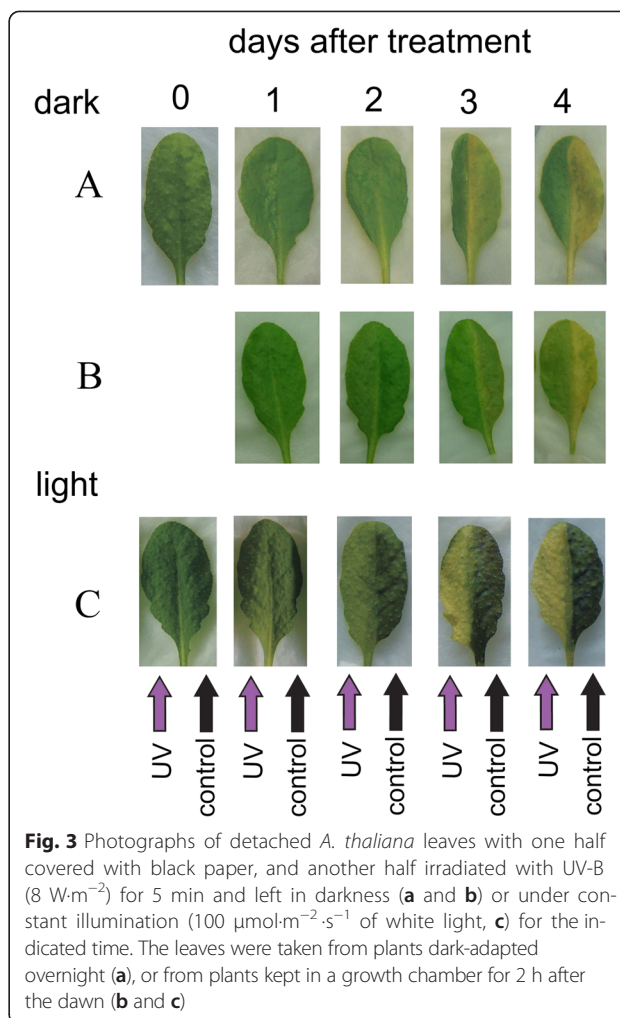 days after treatment
dark 0 1 2 3 4
A
B
light
C
UV control UV control UV control UV control UV control
Fig. 3 Photographs of detached A. thaliana leaves with one half
covered with black paper, and another half irradiated with UV-B
(8 W·m−2) for 5 min and left in darkness (a and b) or under con-
stant illumination (100 μmol·m−2·s−1 of white light, c) for the in-
dicated time. The leaves were taken from plants dark-adapted
overnight (a), or from plants kept in a growth chamber for 2 h after
the dawn (b and c)